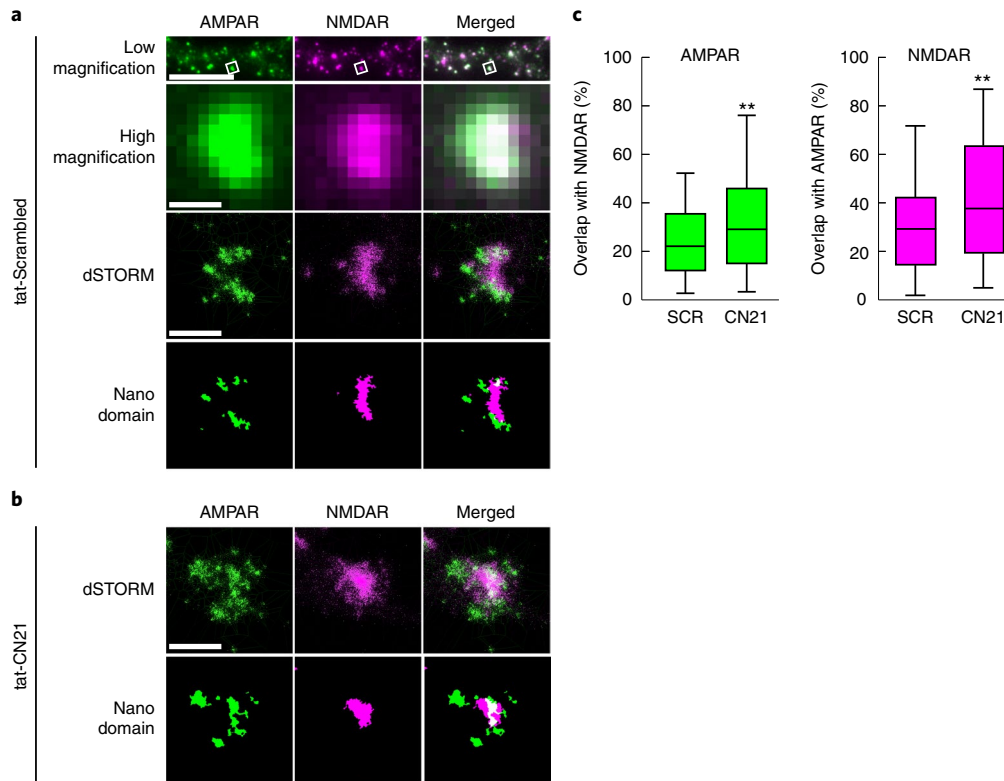 a
AMPAR NMDAR Merged
tat-Scrambled
Low
magnification
High
magnification
dSTORM
Nano
domain
b
AMPAR NMDAR Merged
tat-CN21
dSTORM
Nano
domain
c
AMPAR
Overlap with NMDAR (%)
100
80
60
40
20
0
**
SCR CN21
NMDAR
Overlap with AMPAR (%)
100
80
60
40
20
0
**
SCR CN21